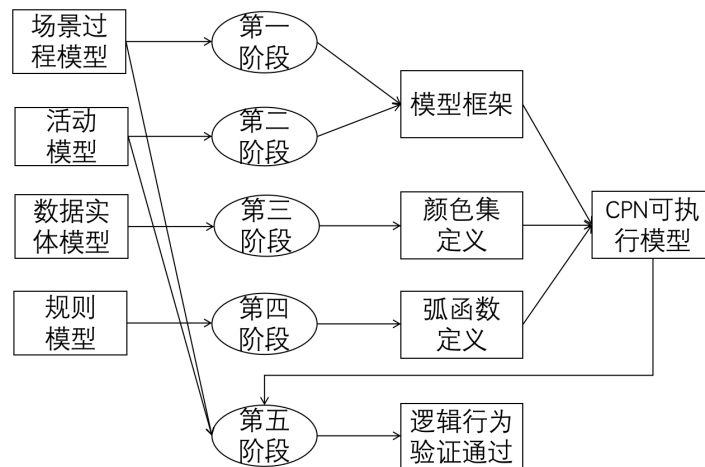 场景过
程模型
第一
阶段
活动
模型
第二
阶段
模型框架
数据实
体模型
第三
阶段
颜色集
定义
CPN可执
行模型
规则
模型
第四
阶段
弧函数
定义
第五
阶段
逻辑行为
验证通过